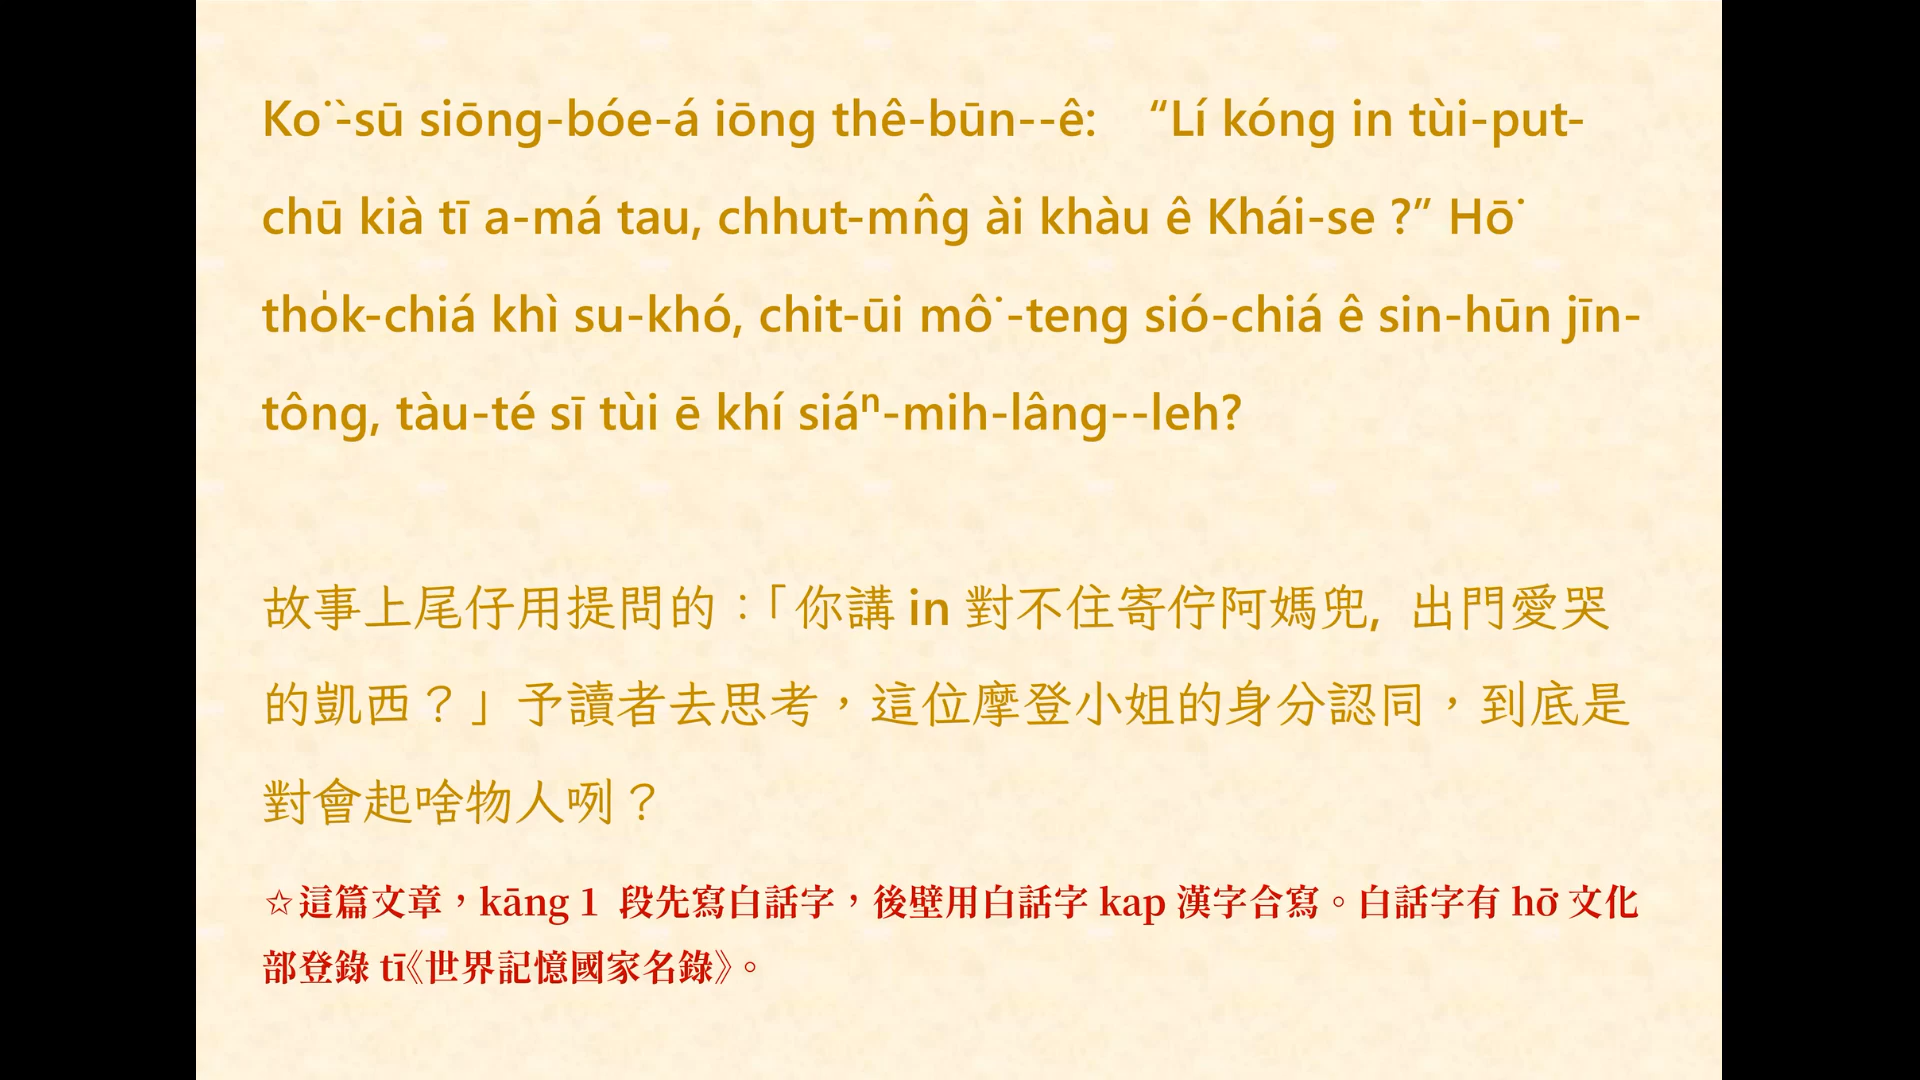 Ko͘-̀sū siōng-bóe-á iōng thê-būn--ê: “Lí kóng in tùi-put-
chū kià tī a-má tau, chhut-mn̂g ài khàu ê Khái-se ?” Hō͘
tho̍k-chiá khì su-khó, chit-ūi mô͘-teng sió-chiá ê sin-hūn jīn-
tông, tàu-té sī tùi ē khí siáⁿ-mih-lâng--leh?
故事上尾仔用提問的：「你講 in 對不住寄佇阿媽兜, 出門愛哭
的凱西？」予讀者去思考，這位摩登小姐的身分認同，到底是
對會起啥物人咧？
☆這篇文章，kāng 1 段先寫白話字，後壁用白話字 kap 漢字合寫。白話字有 hō͘ 文化
部登錄 tī《世界記憶國家名錄》。